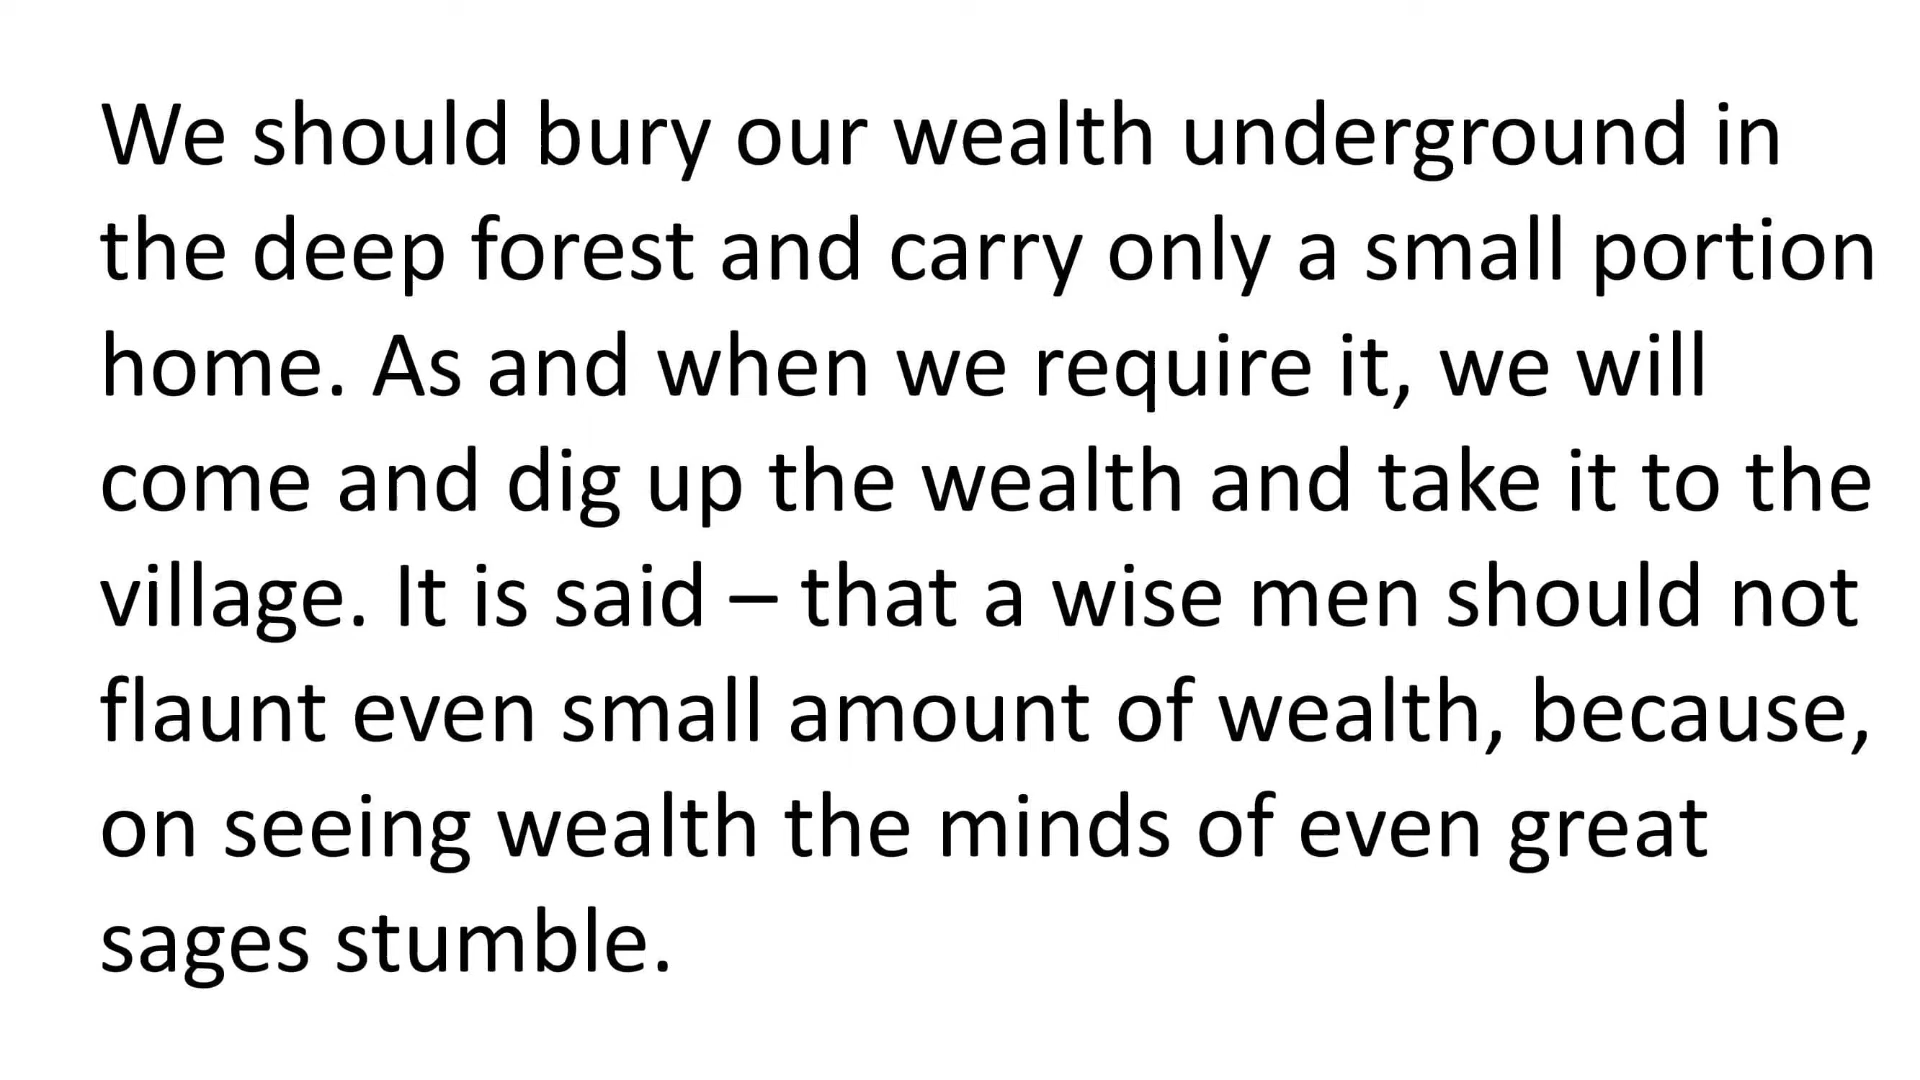 We should bury our wealth underground in
the deep forest and carry only a small portion
home. As and when we require it, we will
come and dig up the wealth and take it to the
village. It is said – that a wise men should not
flaunt even small amount of wealth, because,
on seeing wealth the minds of even great
sages stumble.